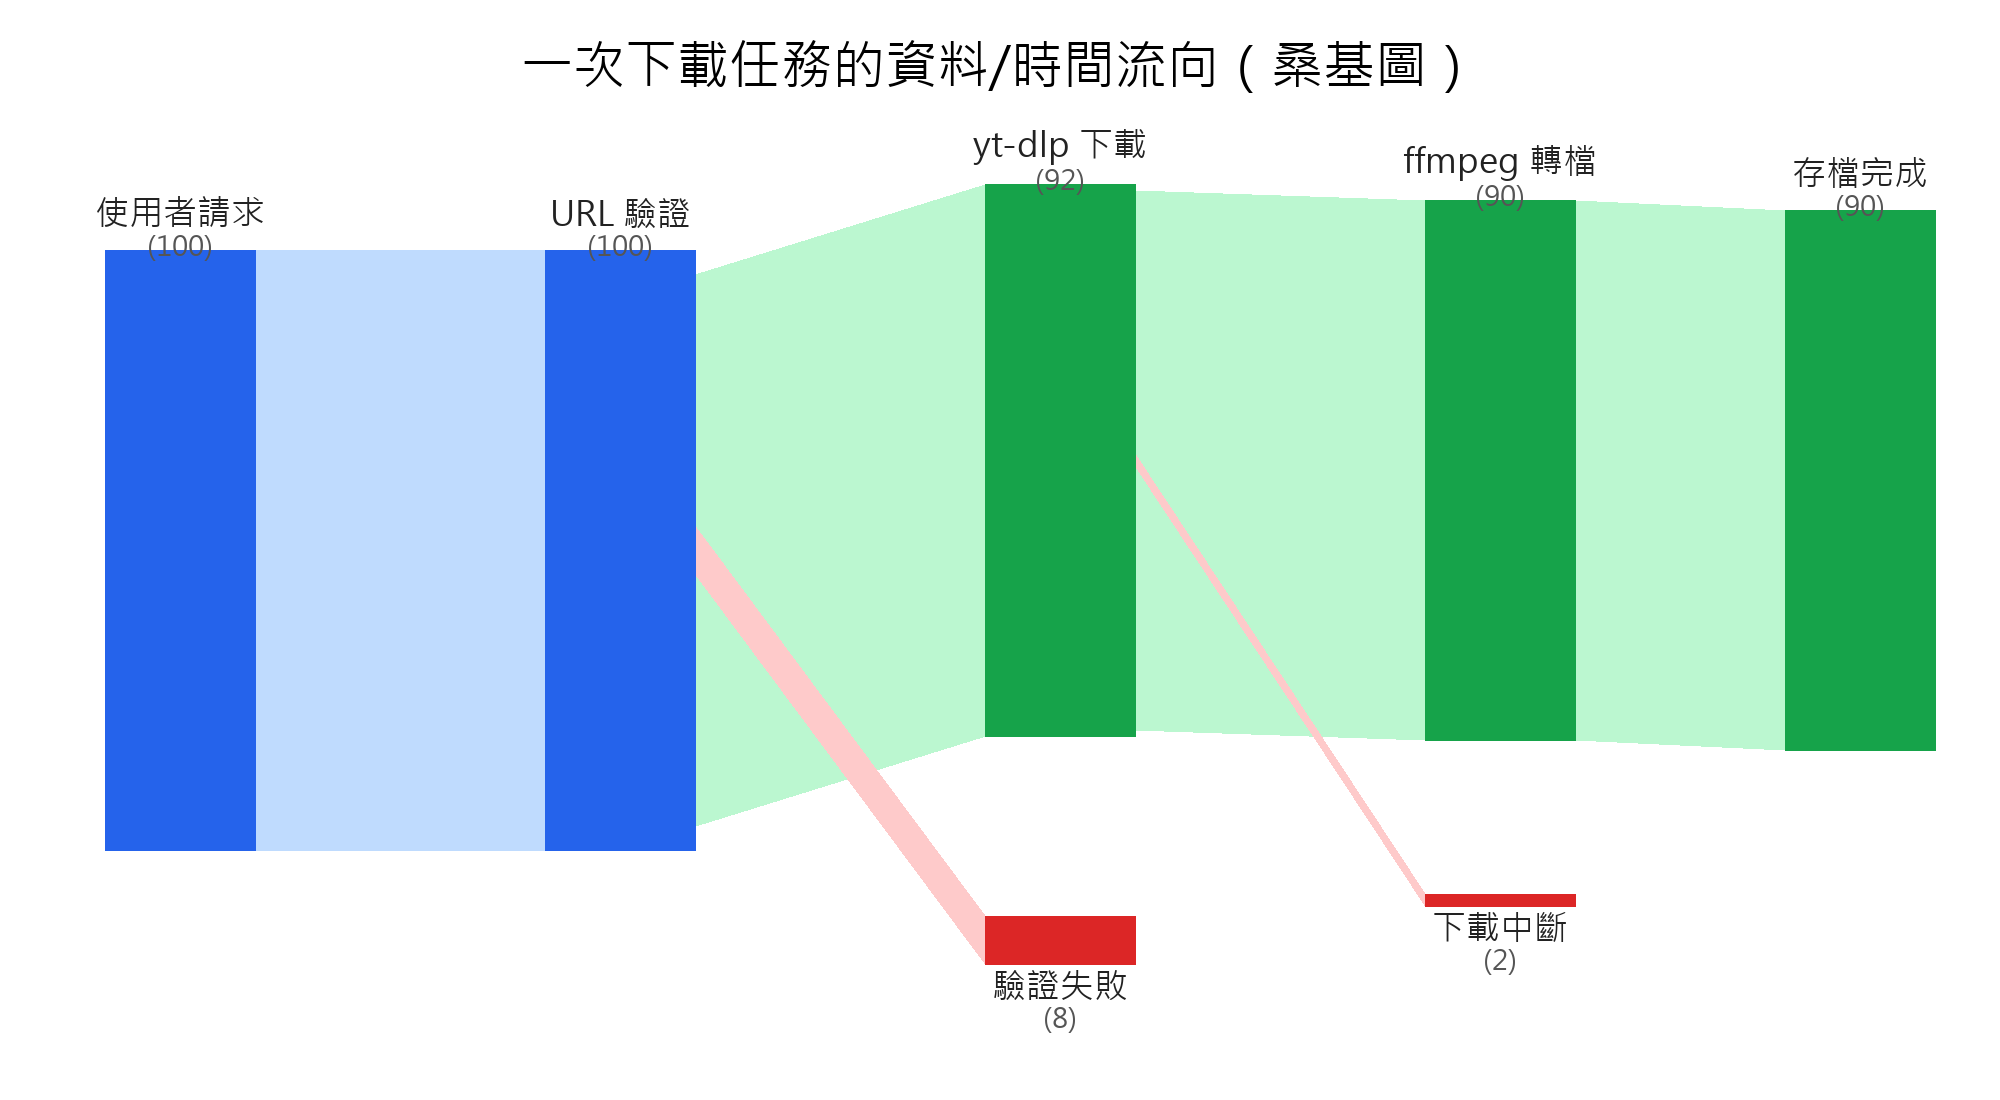 一次下載任務的資料/時間流向（桑基圖）
使用者請求
(100)
URL 驗證
(100)
yt-dlp 下載
(92)
ffmpeg 轉檔
(90)
存檔完成
(90)
驗證失敗
(8)
下載中斷
(2)